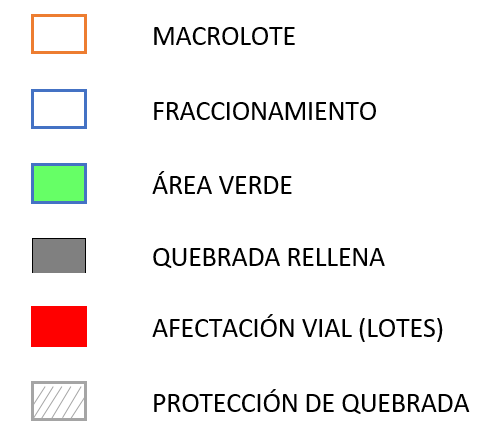 MACROLOTE
FRACCIONAMIENTO
ÁREA VERDE
QUEBRADA RELLENA
AFECTACIÓN VIAL (LOTES)
PROTECCIÓN DE QUEBRADA